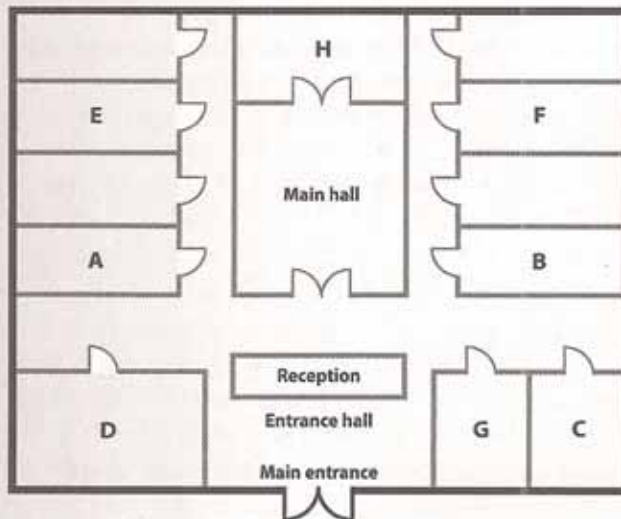 H
E
F
Main hall
A
B
Reception
D
Entrance hall
G
C
Main entrance